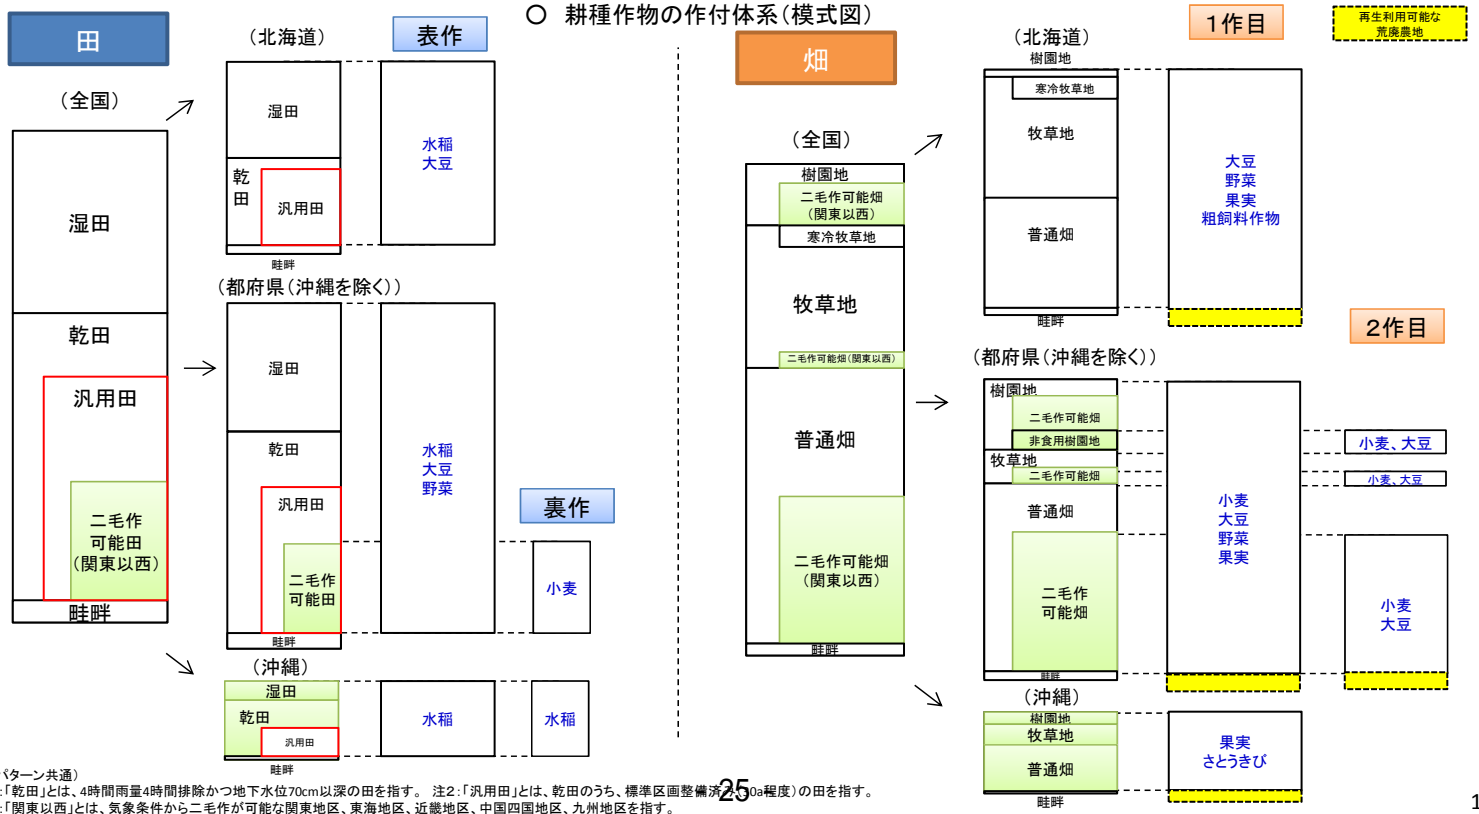 ○ 耕種作物の作付体系(模式図)
田
(北海道)
表作
(全国)
湿田
乾田
汎用田
二毛作
可能田
(関東以西)
畦畔
湿田
乾
田
汎用田
畦畔
水稲
大豆
(都府県(沖縄を除く))
湿田
乾田
汎用田
二毛作
可能田
畦畔
水稲
大豆
野菜
裏作
小麦
(沖縄)
湿田
乾田
汎用田
畦畔
水稲
水稲
畑
(北海道)
1作目
再生利用可能な
荒廃農地
(全国)
樹園地
二毛作可能畑
(関東以西)
寒冷牧草地
牧草地
二毛作可能畑(関東以西)
普通畑
二毛作可能畑
(関東以西)
畦畔
樹園地
寒冷牧草地
牧草地
普通畑
畦畔
大豆
野菜
果実
粗飼料作物
2作目
(都府県(沖縄を除く))
樹園地
二毛作可能畑
非食用樹園地
牧草地
二毛作可能畑
普通畑
二毛作
可能畑
畦畔
小麦
大豆
野菜
果実
小麦、大豆
小麦、大豆
小麦
大豆
(沖縄)
樹園地
牧草地
普通畑
畦畔
果実
さとうきび
パターン共通)
:「乾田」とは、4時間雨量4時間排除かつ地下水位70cm以深の田を指す。 注2:「汎用田」とは、乾田のうち、標準区画整備済み(30a程度)の田を指す。
:「関東以西」とは、気象条件から二毛作が可能な関東地区、東海地区、近畿地区、中国四国地区、九州地区を指す。
25
1